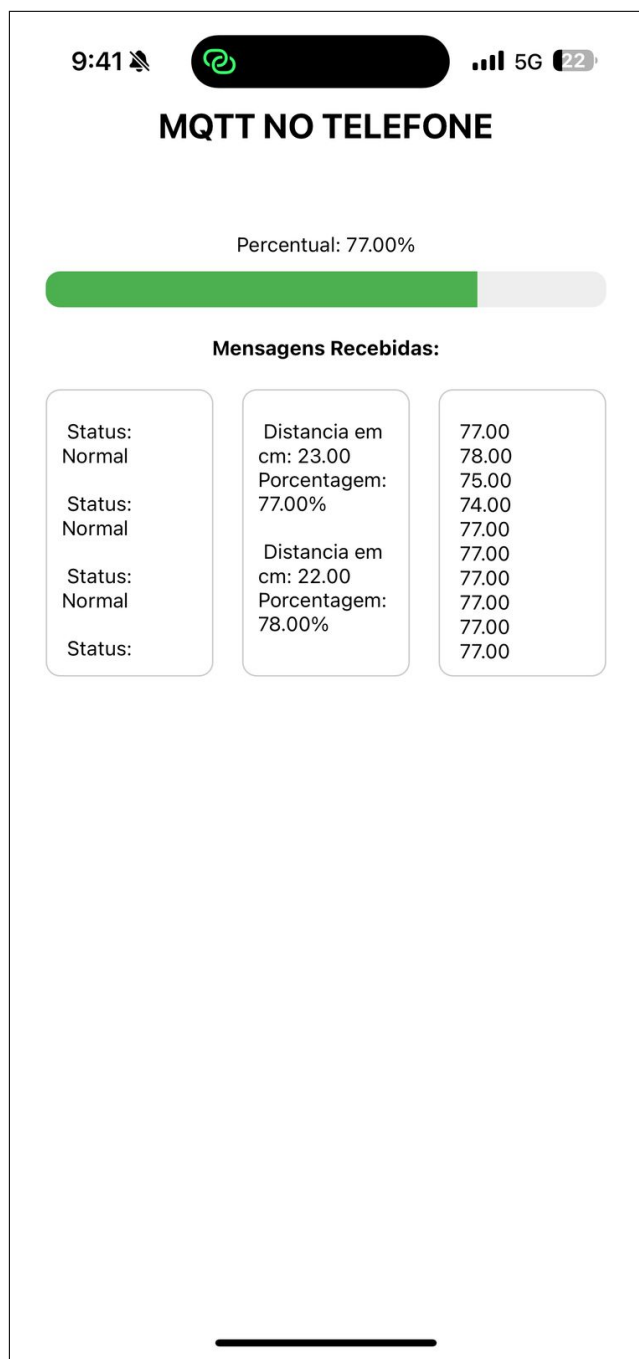 9:41
5G 22
MQTT NO TELEFONE
Percentual: 77.00%
Mensagens Recebidas:
Status:
Normal
Status:
Normal
Status:
Normal
Status:
Distancia em
cm: 23.00
Porcentagem:
77.00%
Distancia em
cm: 22.00
Porcentagem:
78.00%
77.00
78.00
75.00
74.00
77.00
77.00
77.00
77.00
77.00
77.00